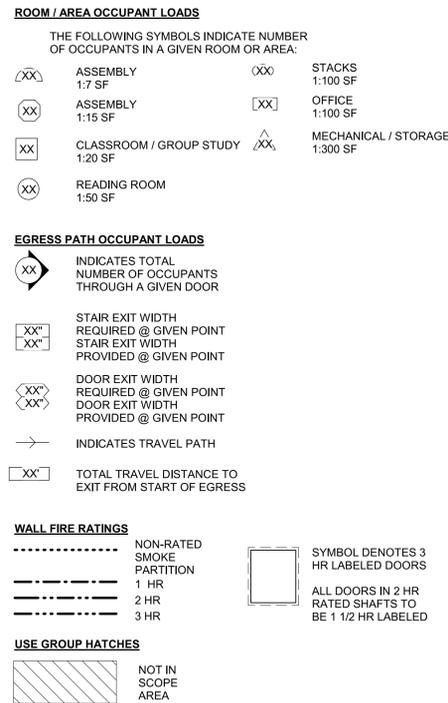 ROOM / AREA OCCUPANT LOADS
THE FOLLOWING SYMBOLS INDICATE NUMBER
OF OCCUPANTS IN A GIVEN ROOM OR AREA:
XX
ASSEMBLY
1:7 SF
XX
ASSEMBLY
1:15 SF
XX
CLASSROOM / GROUP STUDY
1:20 SF
XX
READING ROOM
1:50 SF
XX
STACKS
1:100 SF
XX
OFFICE
1:100 SF
XX
MECHANICAL / STORAGE
1:300 SF
EGRESS PATH OCCUPANT LOADS
XX
INDICATES TOTAL
NUMBER OF OCCUPANTS
THROUGH A GIVEN DOOR
XX"
XX"
STAIR EXIT WIDTH
REQUIRED @ GIVEN POINT
STAIR EXIT WIDTH
PROVIDED @ GIVEN POINT
XX"
XX"
DOOR EXIT WIDTH
REQUIRED @ GIVEN POINT
DOOR EXIT WIDTH
PROVIDED @ GIVEN POINT
INDICATES TRAVEL PATH
XX'
TOTAL TRAVEL DISTANCE TO
EXIT FROM START OF EGRESS
WALL FIRE RATINGS
NON-RATED
SMOKE
PARTITION
1 HR
2 HR
3 HR
SYMBOL DENOTES 3
HR LABELED DOORS
ALL DOORS IN 2 HR
RATED SHAFTS TO
BE 1 1/2 HR LABELED
USE GROUP HATCHES
NOT IN
SCOPE
AREA